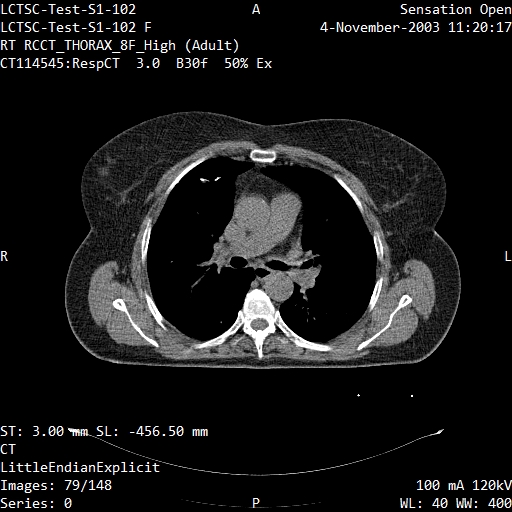 LCTSC-Test-S1-102 A Sensation Open
LCTSC-Test-S1-102 F 4-November-2003 11:20:17
RT RCCT_THORAX_8F_High (Adult)
CT114545:RespCT 3.0 B30f 50% Ex
R L
ST: 3.00 mm SL: -456.50 mm
CT
LittleEndianExplicit
Images: 79/148 100 mA 120kV
Series: 0 P WL: 40 WW: 400